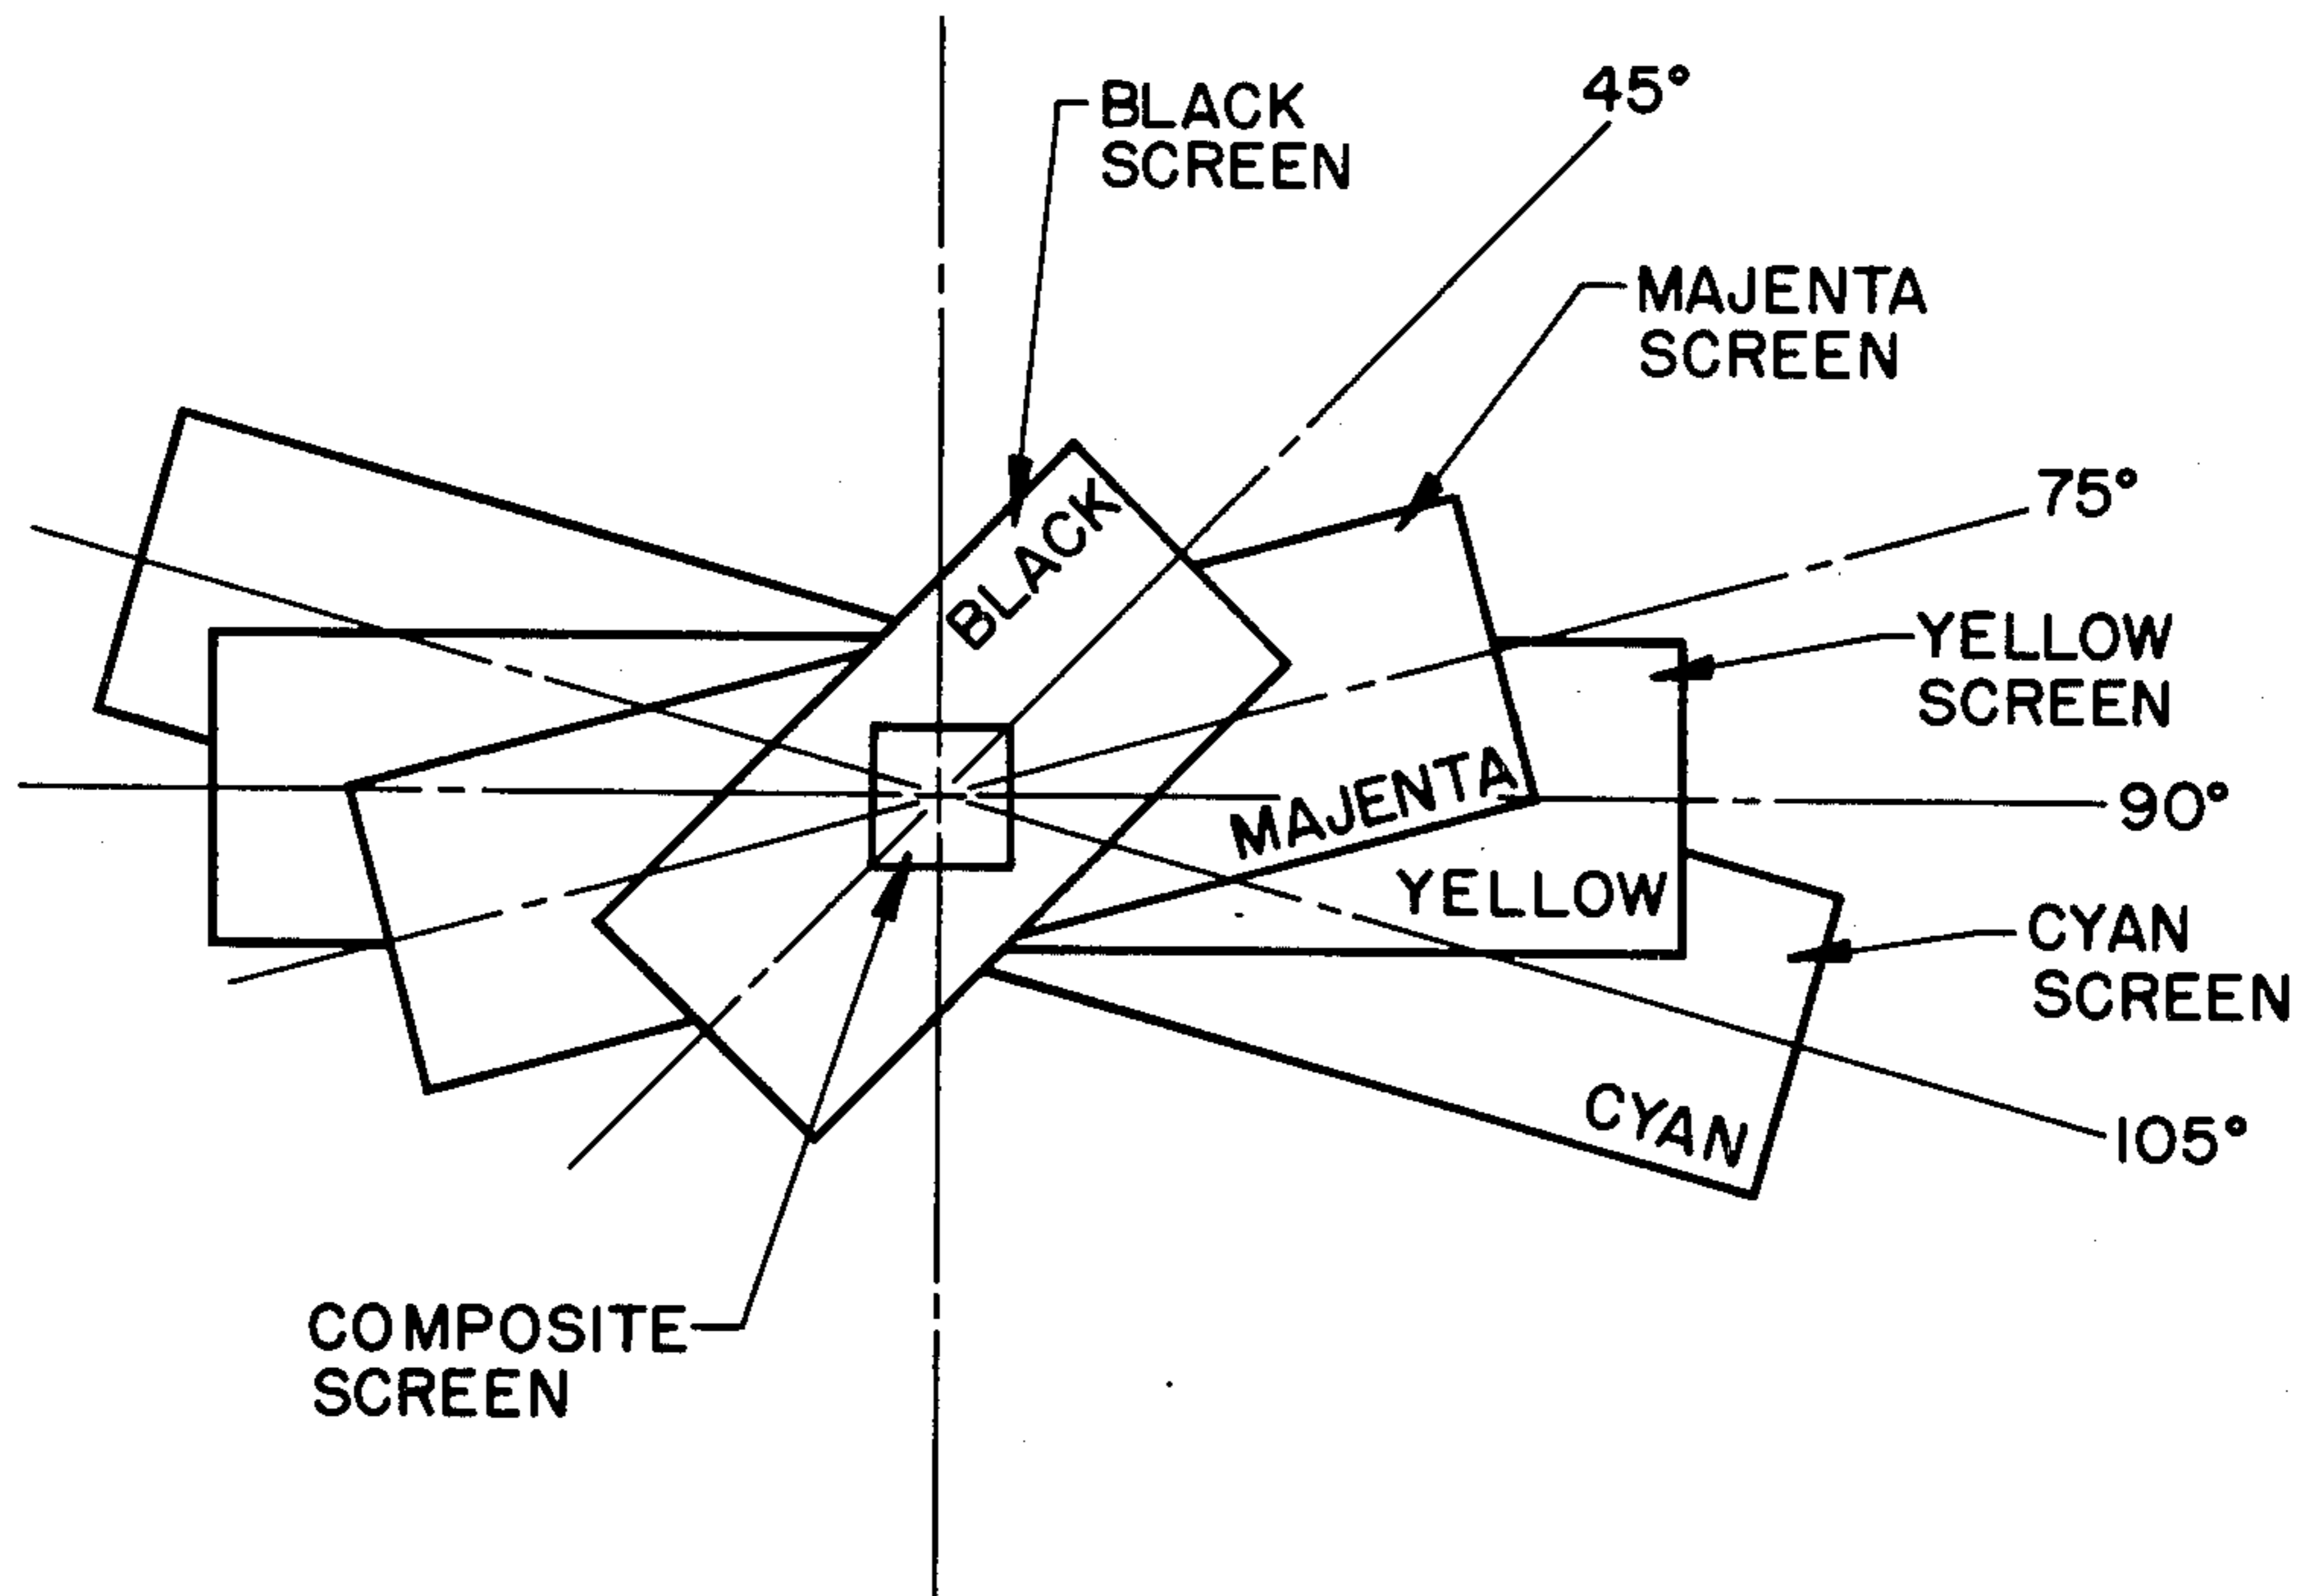 BLACK
SCREEN
45°
MAJENTA
SCREEN
75°
BLACK
YELLOW
SCREEN
MAJENTA
90°
YELLOW
CYAN
SCREEN
CYAN
105°
COMPOSITE
SCREEN